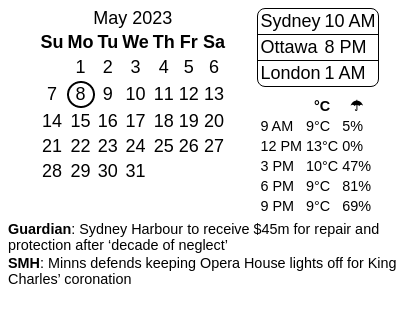 May 2023
Su Mo Tu We Th Fr Sa
1 2 3 4 5 6
7 8 9 10 11 12 13
14 15 16 17 18 19 20
21 22 23 24 25 26 27
28 29 30 31
Sydney 10 AM
Ottawa 8 PM
London 1 AM
°C ☂
9 AM 9°C 5%
12 PM 13°C 0%
3 PM 10°C 47%
6 PM 9°C 81%
9 PM 9°C 69%
Guardian: Sydney Harbour to receive $45m for repair and
protection after ‘decade of neglect’
SMH: Minns defends keeping Opera House lights off for King
Charles’ coronation